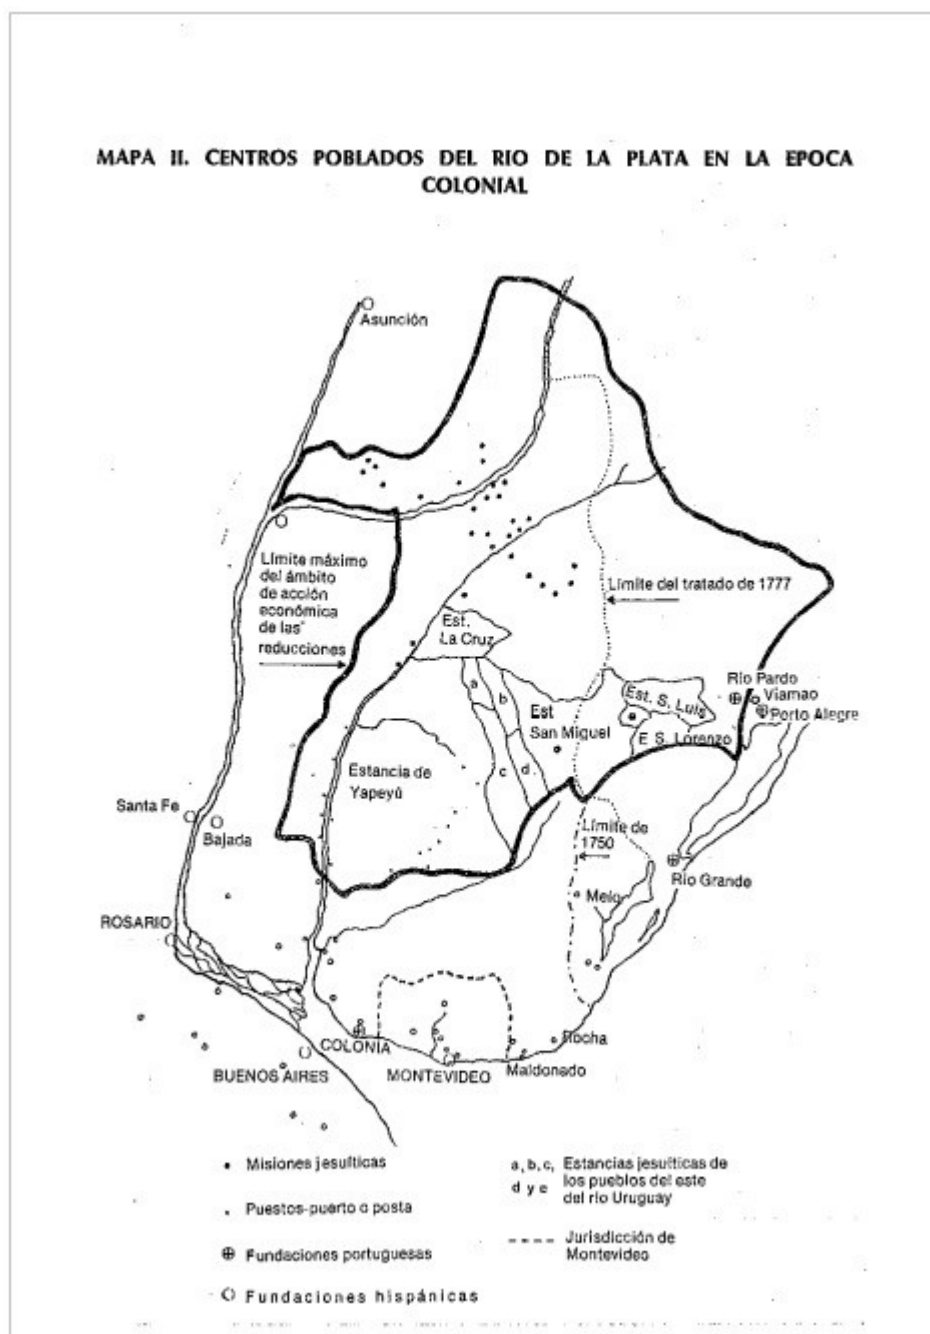 MAPA II. CENTROS POBLADOS DEL RIO DE LA PLATA EN LA EPOCA
COLONIAL
Asunción
Límite máximo
del ámbito
de acción
económica
de las
reducciones
Límite del tratado de 1777
Est.
La Cruz
a
b
Río Pardo
Viamao
Porto Alegre
Est. S. Luis
Est
San Miguel
E S. Lorenzo
c
d
Estancia de
Yapeyú
Santa Fe
Bajada
Límite de
1750
Río Grande
Melo
ROSARIO
COLONIA
Rocha
BUENOS AIRES
MONTEVIDEO
Maldonado
Misiones jesuíticas
Puestos-puerto o posta
Fundaciones portuguesas
Fundaciones hispánicas
a, b, c, Estancias jesuíticas de
d y e los pueblos del este
del río Uruguay
Jurisdicción de
Montevideo